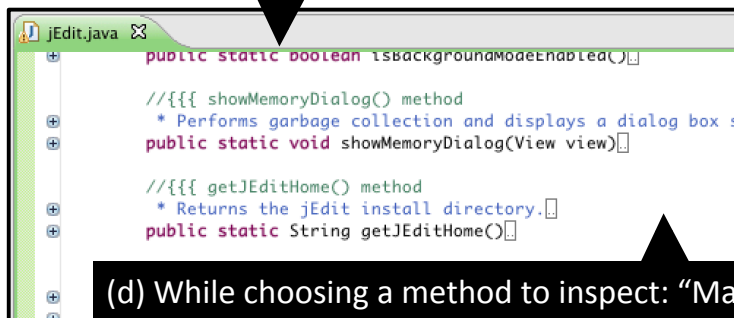 jEdit.java
public static boolean isBackgroundModeEnabled()..
//{{{ showMemoryDialog() method
* Performs garbage collection and displays a dialog box s
public static void showMemoryDialog(View view)..
//{{{ getJEditHome() method
* Returns the jEdit install directory...
public static String getJEditHome()..
(d) While choosing a method to inspect: “Ma